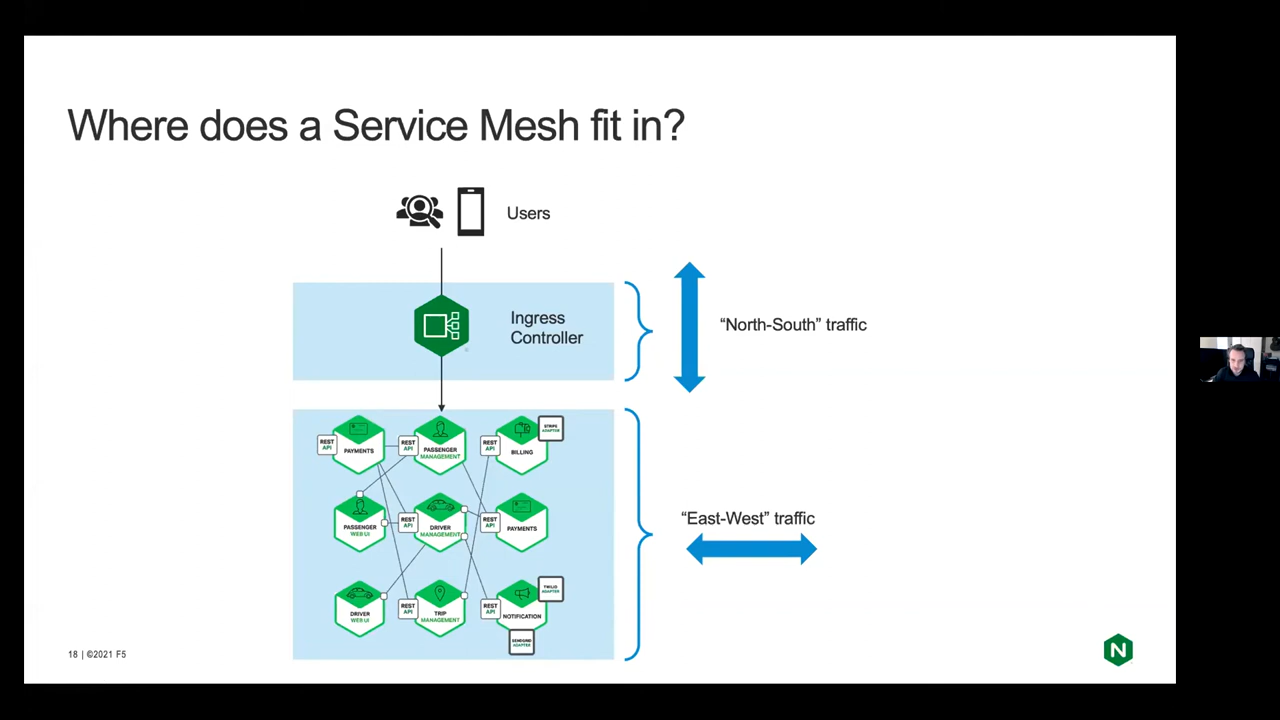 Where does a Service Mesh fit in?
Users
Ingress
Controller
"North-South" traffic
REST
API
PAYMENTS
REST
API
PASSENGER
MANAGEMENT
REST
API
BILLING
STRIPE
ADAPTER
PASSENGER
WEB UI
REST
API
DRIVER
MANAGEMENT
REST
API
PAYMENTS
"East-West" traffic
DRIVER
WEB UI
REST
API
TRIP
MANAGEMENT
REST
API
NOTIFICATION
TWILIO
ADAPTER
SENDGRID
ADAPTER
18 | ©2021 F5
N